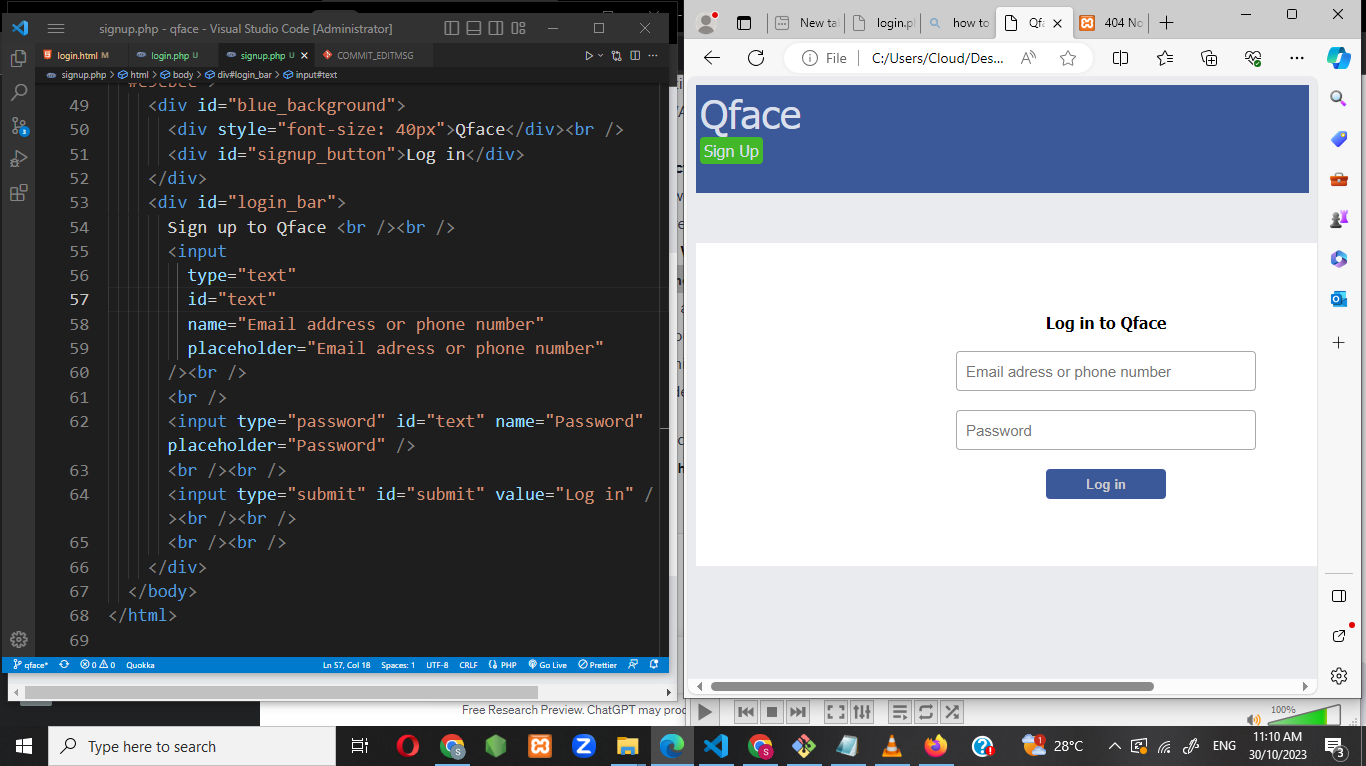 signup.php - qface - Visual Studio Code [Administrator]
login.html M
login.php U
signup.php U
COMMIT_EDITMSG
signup.php > html > body > div#login_bar > input#text
49 <div id="blue_background">
50 <div style="font-size: 40px">Qface</div><br />
51 <div id="signup_button">Log in</div>
52 </div>
53 <div id="login_bar">
54 Sign up to Qface <br /><br />
55 <input
56 type="text"
57 id="text"
58 name="Email address or phone number"
59 placeholder="Email adress or phone number"
60 /><br />
61 <br />
62 <input type="password" id="text" name="Password"
placeholder="Password" />
63 <br /><br />
64 <input type="submit" id="submit" value="Log in" /
><br /><br />
65 <br /><br />
66 </div>
67 </body>
68 </html>
69
qface*
0 0
Quokka
Ln 57, Col 18
Spaces: 1
UTF-8
CRLF
PHP
Go Live
Prettier
Free Research Preview. ChatGPT may proc
New ta
login.p
how to
Qf
404 No
File
C:/Users/Cloud/Des...
Qface
Sign Up
Log in to Qface
Email adress or phone number
Password
Log in
100%
Type here to search
28°C
ENG
11:10 AM
30/10/2023
3